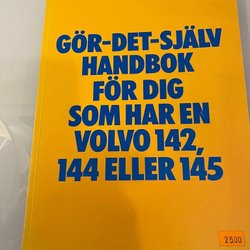 GÖR-DET-SJÄLV
HANDBOK
FÖR DIG
SOM HAR EN
VOLVO 142,
144 ELLER 145
2500